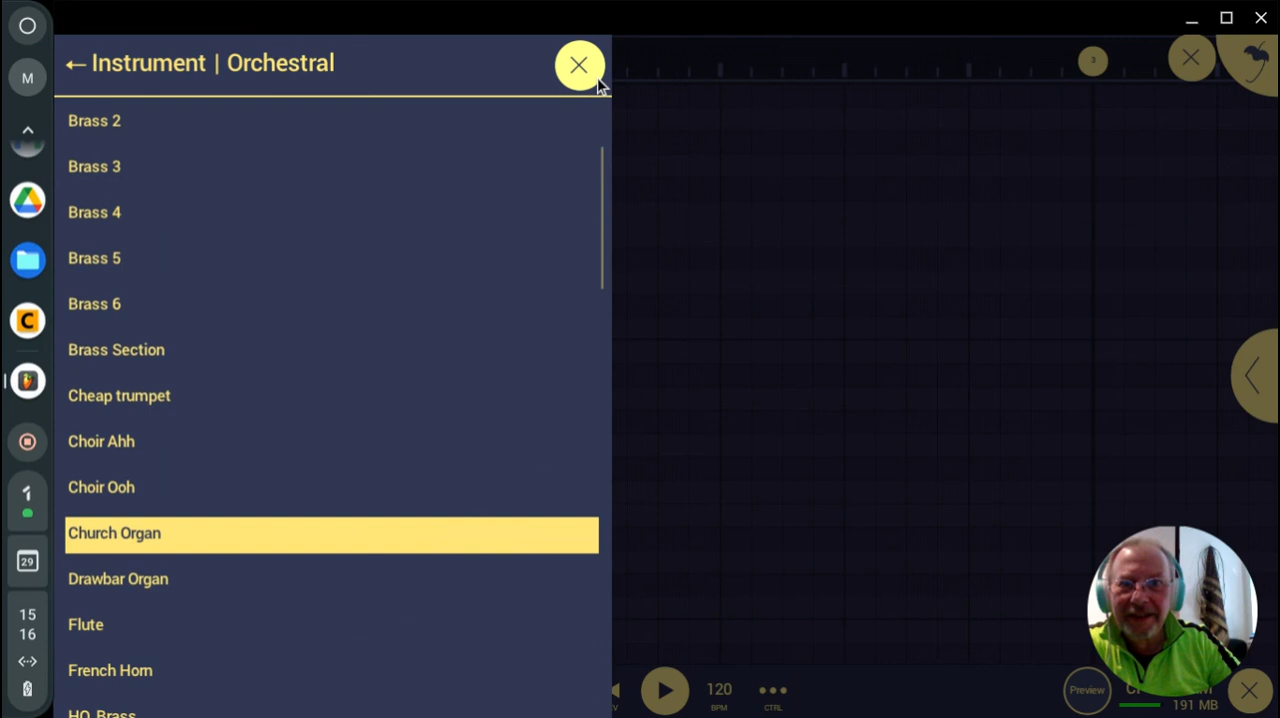 M
← Instrument | Orchestral
3
Brass 2
Brass 3
Brass 4
Brass 5
Brass 6
Brass Section
Cheap trumpet
Choir Ahh
Choir Ooh
Church Organ
Drawbar Organ
Flute
French Horn
HQ Brass
C
1
29
15
16
120
BPM
CTRL
Preview
191 MB